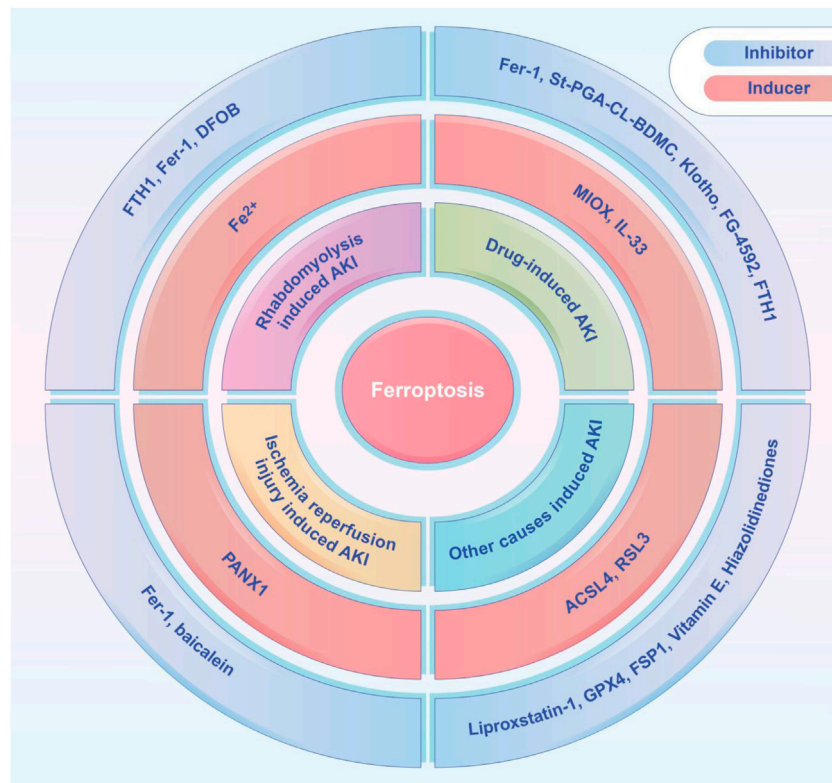 Inhibitor
Inducer
FTH1, Fer-1, DFOB
Fer-1, St-PGA-CL-BDMC, Klotho, FG-4592, FTH1
Fe²⁺
MIOX, IL-33
Rhabdomyolysis
induced AKI
Drug-induced AKI
Ferroptosis
Ischemia reperfusion
injury induced AKI
Other causes induced AKI
PANX1
ACSL4, RSL3
Fer-1, baicalein
Liproxstatin-1, GPX4, FSP1, Vitamin E, Hiazolidinediones